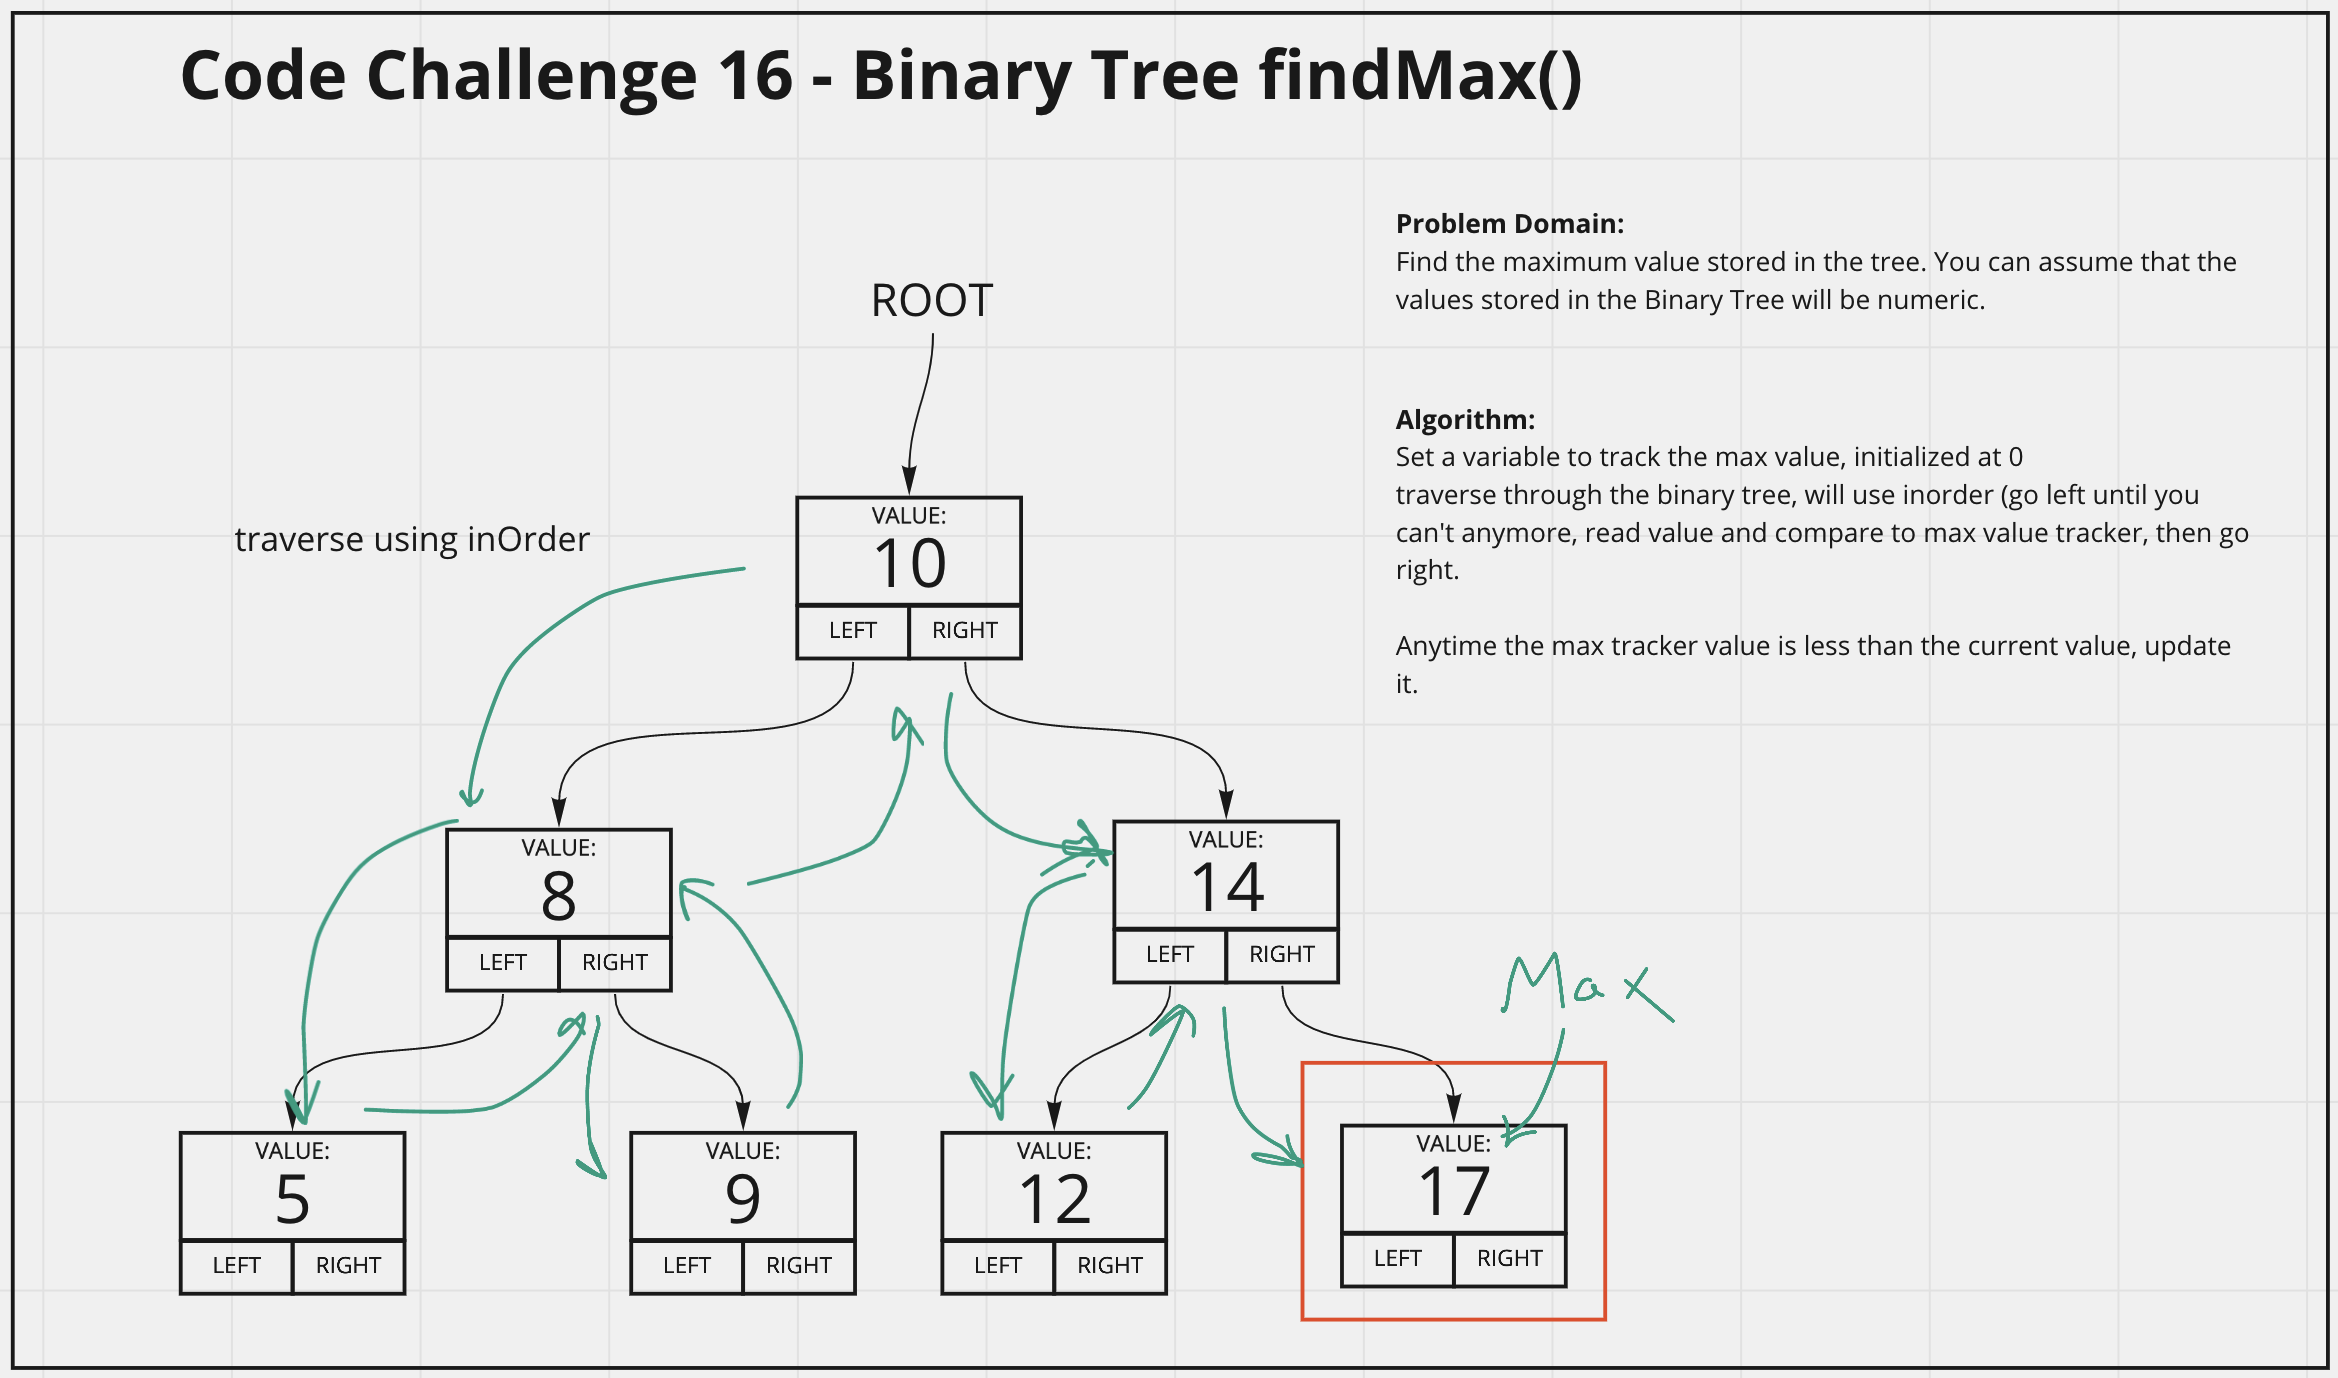 Code Challenge 16 - Binary Tree findMax()
Problem Domain:
Find the maximum value stored in the tree. You can assume that the
values stored in the Binary Tree will be numeric.
ROOT
Algorithm:
Set a variable to track the max value, initialized at 0
traverse through the binary tree, will use inorder (go left until you
can't anymore, read value and compare to max value tracker, then go
right.
Anytime the max tracker value is less than the current value, update
it.
traverse using inOrder
VALUE:
10
LEFT RIGHT
VALUE:
8
LEFT RIGHT
VALUE:
14
LEFT RIGHT
Max
VALUE:
5
LEFT RIGHT
VALUE:
9
LEFT RIGHT
VALUE:
12
LEFT RIGHT
VALUE:
17
LEFT RIGHT